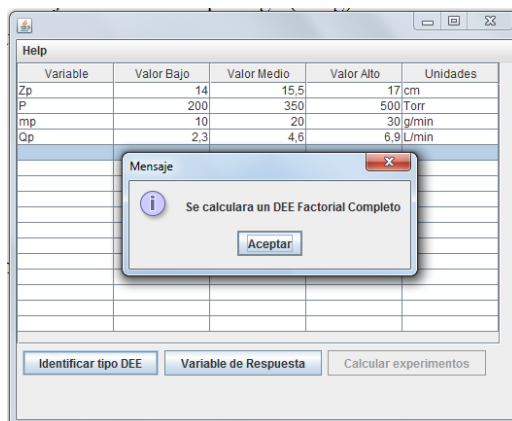 Help
Variable Valor Bajo Valor Medio Valor Alto Unidades
Zp 14 15,5 17 cm
P 200 350 500 Torr
mp 10 20 30 g/min
Qp 2,3 4,6 6,9 L/min
Mensaje
Se calculara un DEE Factorial Completo
Aceptar
Identificar tipo DEE Variable de Respuesta Calcular experimentos